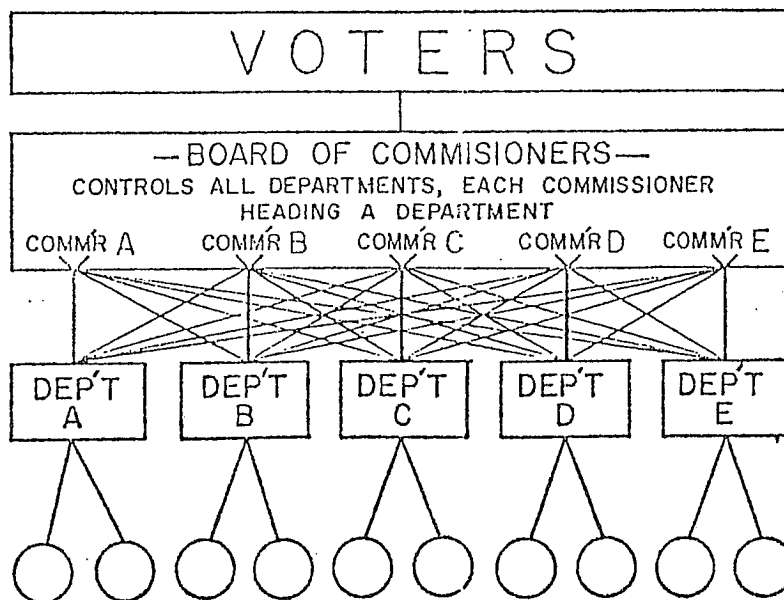 VOTERS
—BOARD OF COMMISIONERS—
CONTROLS ALL DEPARTMENTS, EACH COMMISSIONER
HEADING A DEPARTMENT
COMM'R A COMM'R B COMM'R C COMM'R D COMM'R E
DEP'T DEP'T DEP'T DEP'T DEP'T
A B C D E